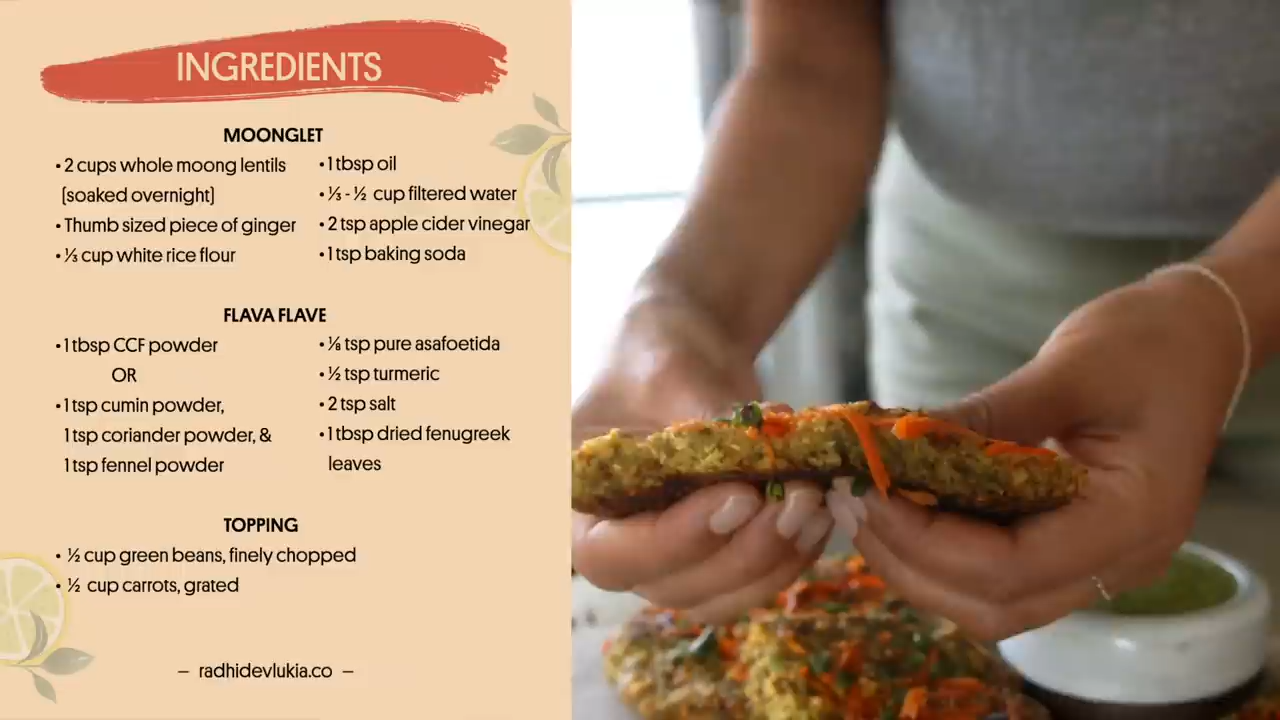 INGREDIENTS
MOONGLET
• 2 cups whole moong lentils
(soaked overnight)
• Thumb sized piece of ginger
• ⅓ cup white rice flour
• 1 tbsp oil
• ⅓ - ½ cup filtered water
• 2 tsp apple cider vinegar
• 1 tsp baking soda
FLAVA FLAVE
• 1 tbsp CCF powder
OR
• 1 tsp cumin powder,
1 tsp coriander powder, &
1 tsp fennel powder
• ⅛ tsp pure asafoetida
• ½ tsp turmeric
• 2 tsp salt
• 1 tbsp dried fenugreek
leaves
TOPPING
• ½ cup green beans, finely chopped
• ½ cup carrots, grated
– radhidevlukia.co –